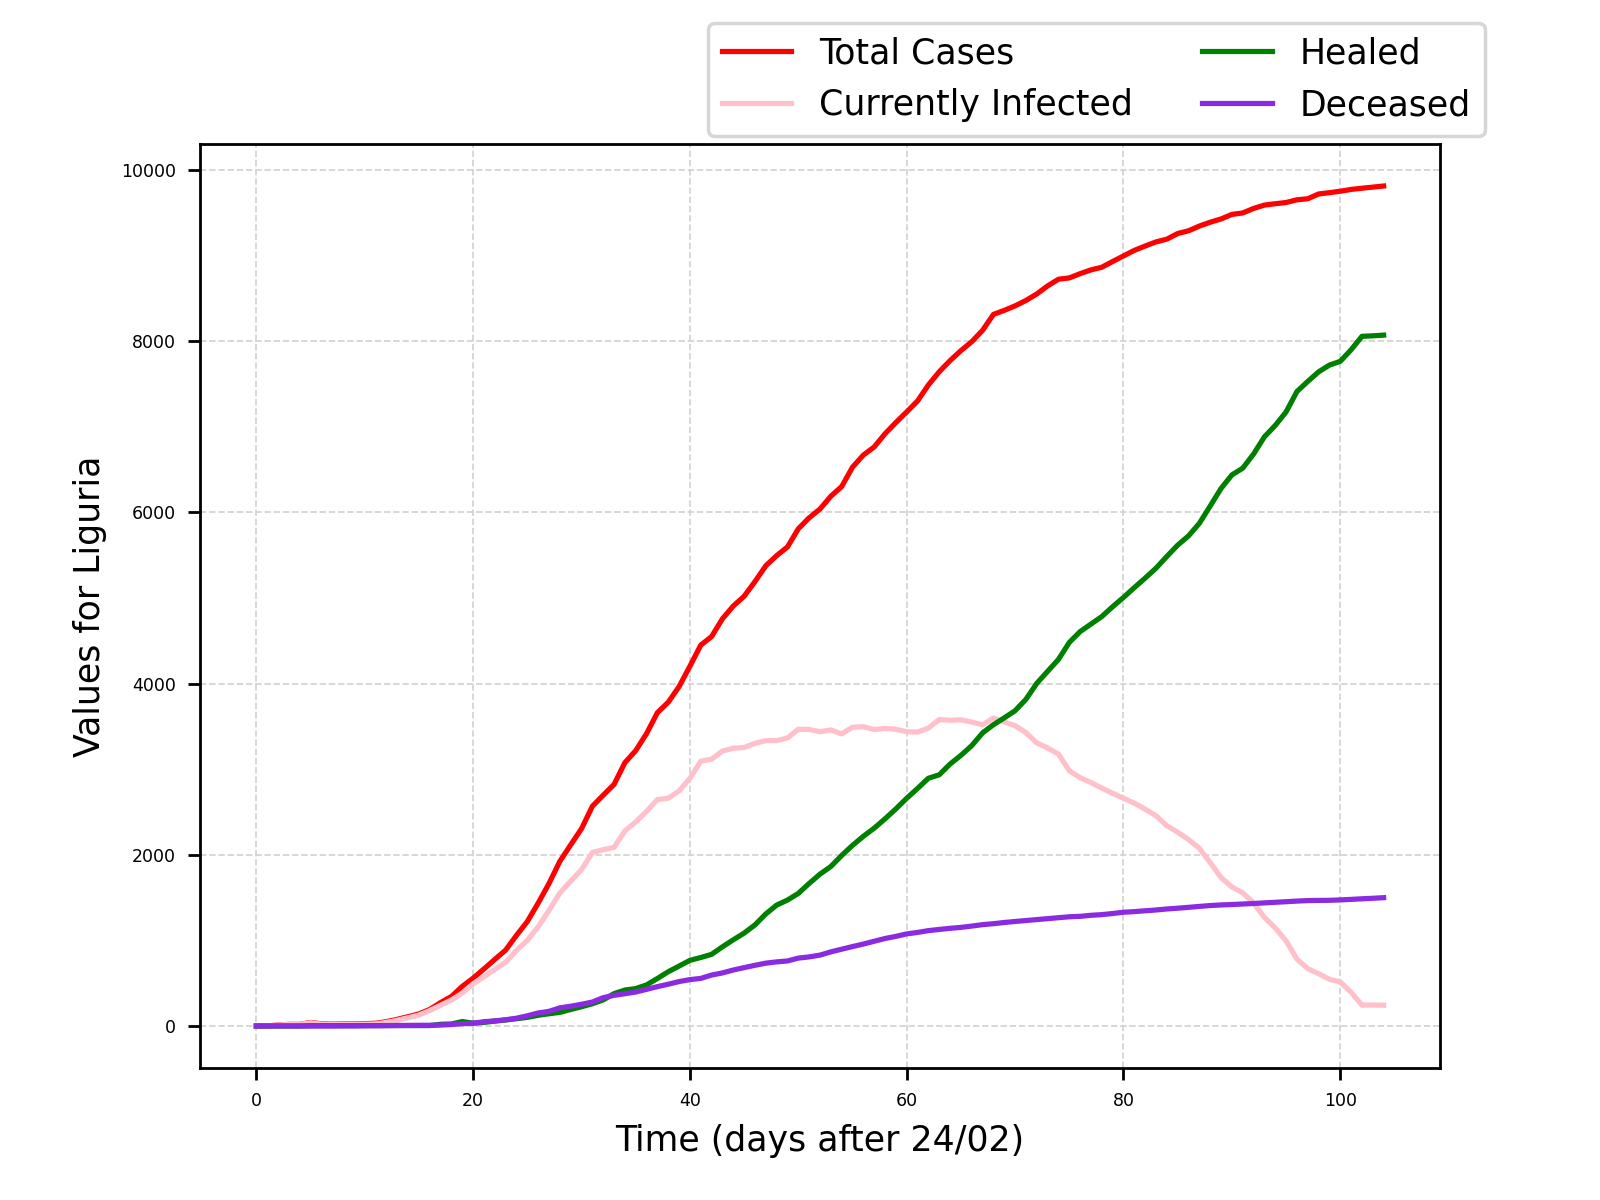 Total Cases
Currently Infected
Healed
Deceased
10000
8000
6000
4000
2000
0
Values for Liguria
0 20 40 60 80 100
Time (days after 24/02)